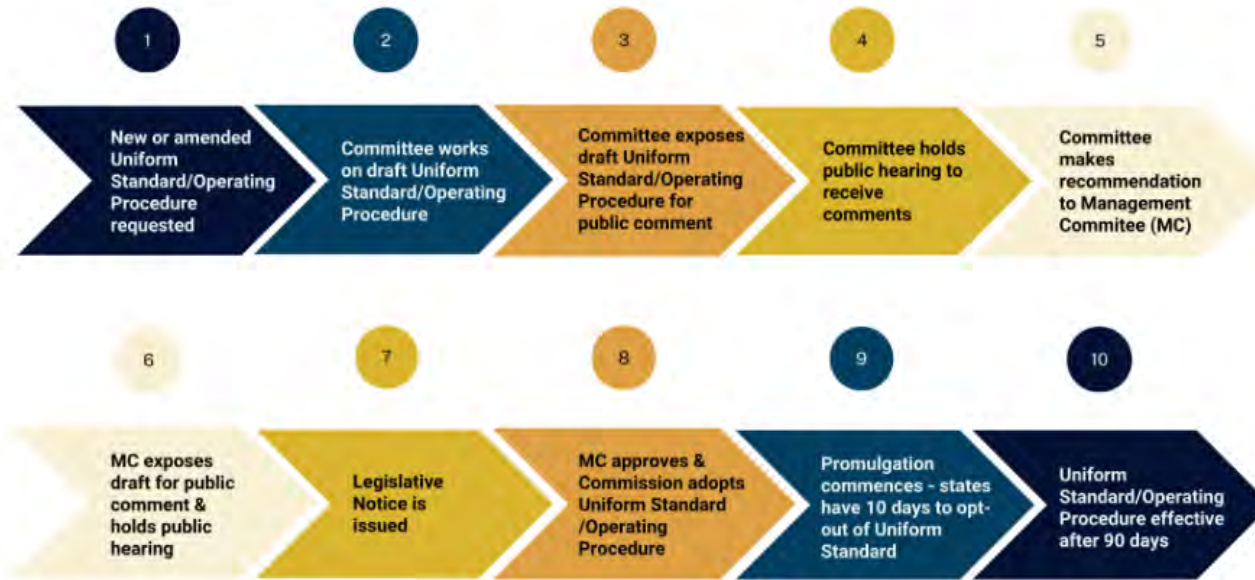 1
2
3
4
5
New or amended
Uniform
Standard/Operating
Procedure
requested
Committee works
on draft Uniform
Standard/Operating
Procedure
Committee exposes
draft Uniform
Standard/Operating
Procedure for
public comment
Committee holds
public hearing to
receive
comments
Committee
makes
recommendation
to Management
Commitee (MC)
6
7
8
9
10
MC exposes
draft for public
comment &
holds public
hearing
Legislative
Notice is
issued
MC approves &
Commission adopts
Uniform Standard
/Operating
Procedure
Promulgation
commences - states
have 10 days to opt-
out of Uniform
Standard
Uniform
Standard/Operating
Procedure effective
after 90 days